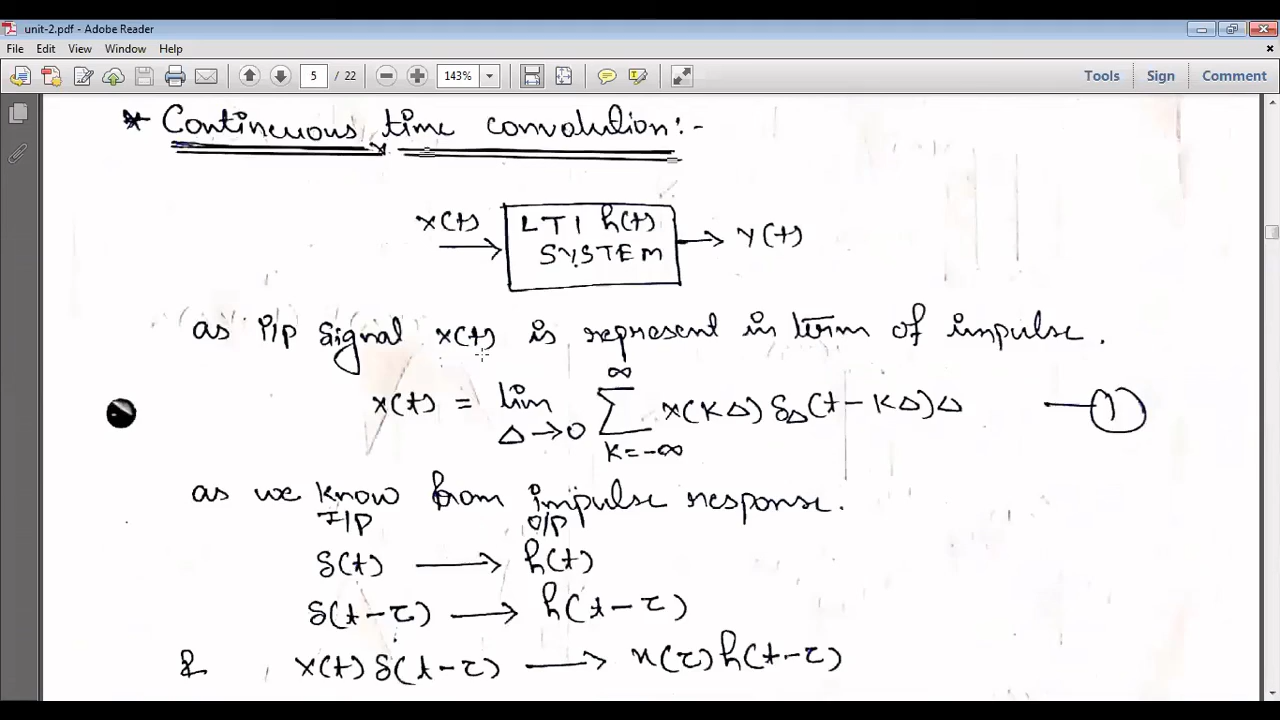 unit-2.pdf - Adobe Reader
File Edit View Window Help
5 / 22 143% Tools Sign Comment
* Continuous time convolution:-
x(t) LTI h(t) y(t)
SYSTEM
as i/p signal x(t) is represent in term of impulse.
x(t) = lim Δ→0 ∞ Σ k=-∞ x(kΔ) δΔ(t-kΔ)Δ — 1
as we know from impulse response.
I/p O/p
δ(t) → h(t)
δ(t-τ) → h(t-τ)
& x(t) δ(t-τ) → x(τ) h(t-τ)